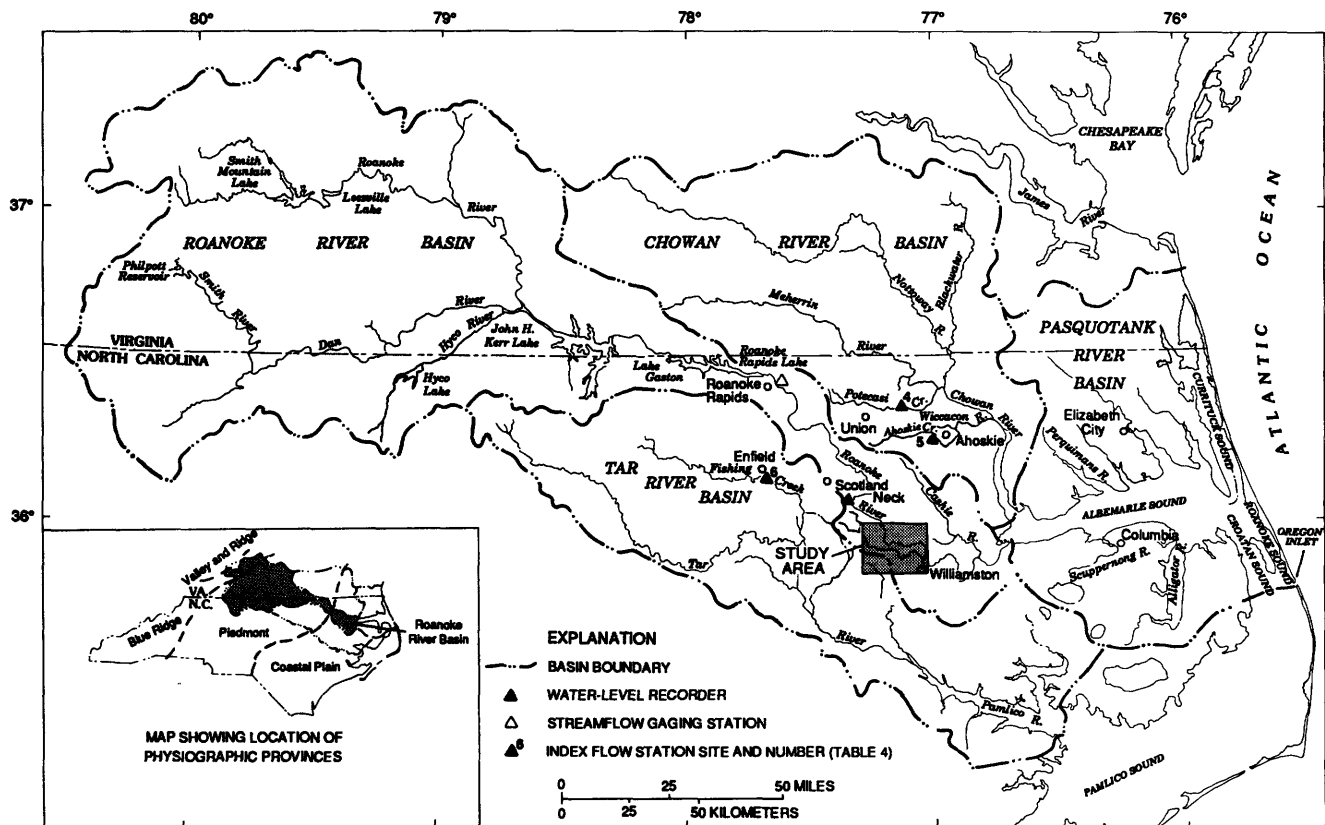 80°
79°
78°
77°
76°
37°
36°
CHESAPEAKE
BAY
James
River
ATLANTIC OCEAN
Smith
Mountain
Lake
Roanoke
Leesville
Lake
River
ROANOKE RIVER BASIN
CHOWAN RIVER BASIN
Blackwater R.
Nottoway R.
Philpott
Reservoir
Smith
River
Meherrin
River
River
Hyco River
John H.
Kerr Lake
Dan
VIRGINIA
NORTH CAROLINA
PASQUOTANK
RIVER
BASIN
Hyco
Lake
Lake
Gaston
Roanoke
Rapids Lake
Roanoke
Rapids
Potecasi
4
Cr.
Chowan
River
Union
Wiccacon
R.
Ahoskie C.
5
Ahoskie
Elizabeth
City
Perquimans R.
CURRITUCK SOUND
TAR
RIVER
BASIN
Enfield
Fishing
6
Creek
Scotland
Neck
Roanoke
River
Cashie
R.
ALBEMARLE SOUND
ROANOKE SOUND
CROATAN SOUND
OREGON
INLET
Columbia
Scuppernong R.
Alligator R.
STUDY
AREA
Williamston
Tar
River
Pamlico
R.
PAMLICO SOUND
Valley and Ridge
VA.
N.C.
Blue Ridge
Piedmont
Coastal Plain
Roanoke
River Basin
MAP SHOWING LOCATION OF
PHYSIOGRAPHIC PROVINCES
EXPLANATION
BASIN BOUNDARY
WATER-LEVEL RECORDER
STREAMFLOW GAGING STATION
6 INDEX FLOW STATION SITE AND NUMBER (TABLE 4)
0 25 50 MILES
0 25 50 KILOMETERS